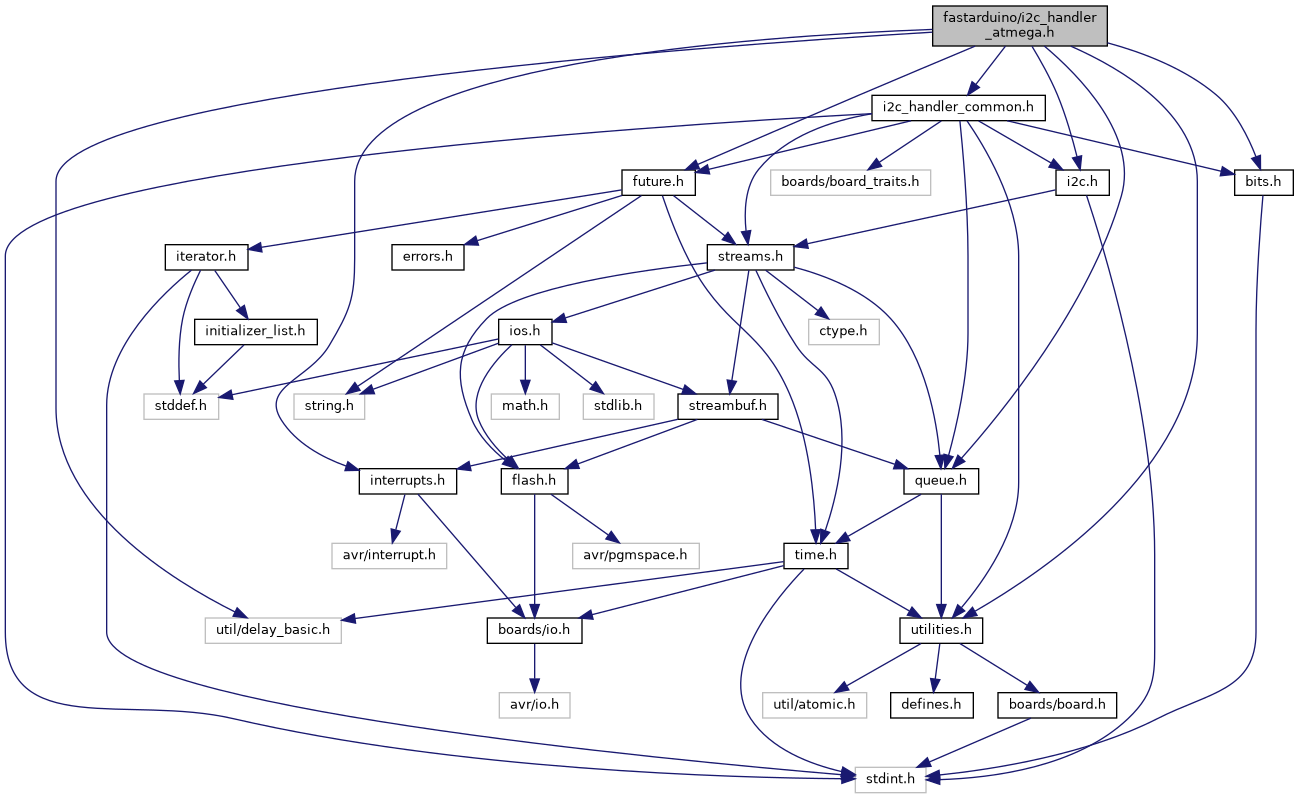 fastarduino/i2c_handler
_atmega.h
i2c_handler_common.h
future.h
boards/board_traits.h
i2c.h
bits.h
iterator.h
errors.h
streams.h
initializer_list.h
ios.h
ctype.h
stddef.h
string.h
math.h
stdlib.h
streambuf.h
interrupts.h
flash.h
queue.h
avr/interrupt.h
avr/pgmspace.h
time.h
util/delay_basic.h
boards/io.h
utilities.h
avr/io.h
util/atomic.h
defines.h
boards/board.h
stdint.h